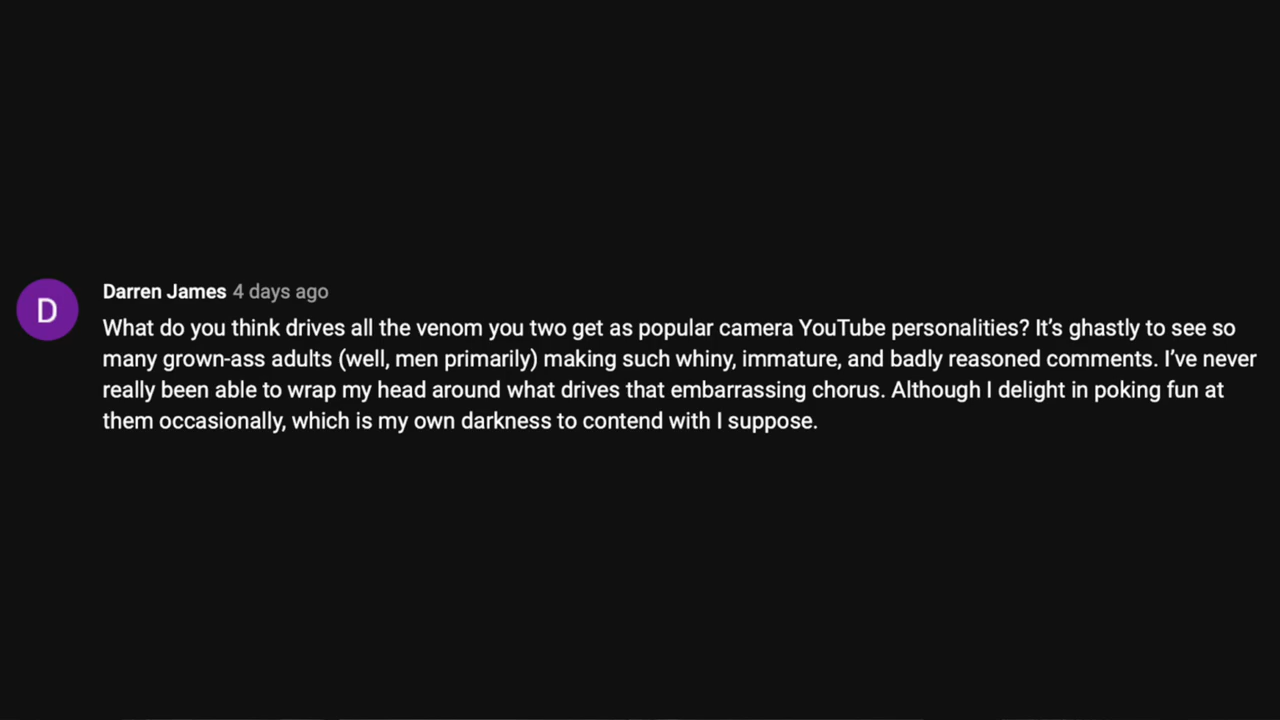 D
Darren James 4 days ago
What do you think drives all the venom you two get as popular camera YouTube personalities? It’s ghastly to see so
many grown-ass adults (well, men primarily) making such whiny, immature, and badly reasoned comments. I’ve never
really been able to wrap my head around what drives that embarrassing chorus. Although I delight in poking fun at
them occasionally, which is my own darkness to contend with I suppose.